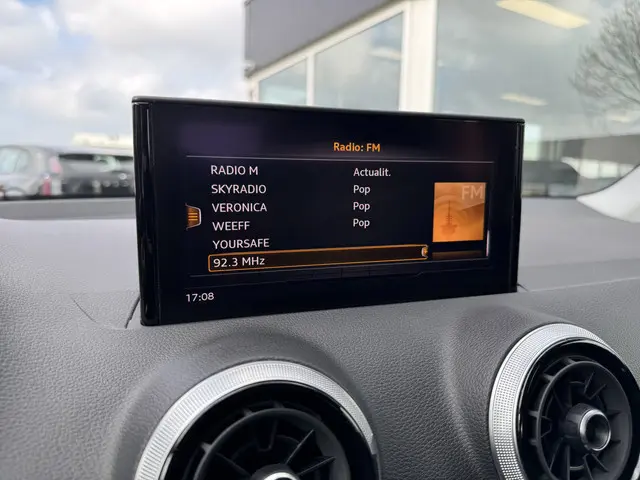 Radio: FM
RADIO M Actualit.
SKYRADIO Pop
VERONICA Pop
WEEFF Pop
YOURSAFE
92.3 MHz
FM
17:08